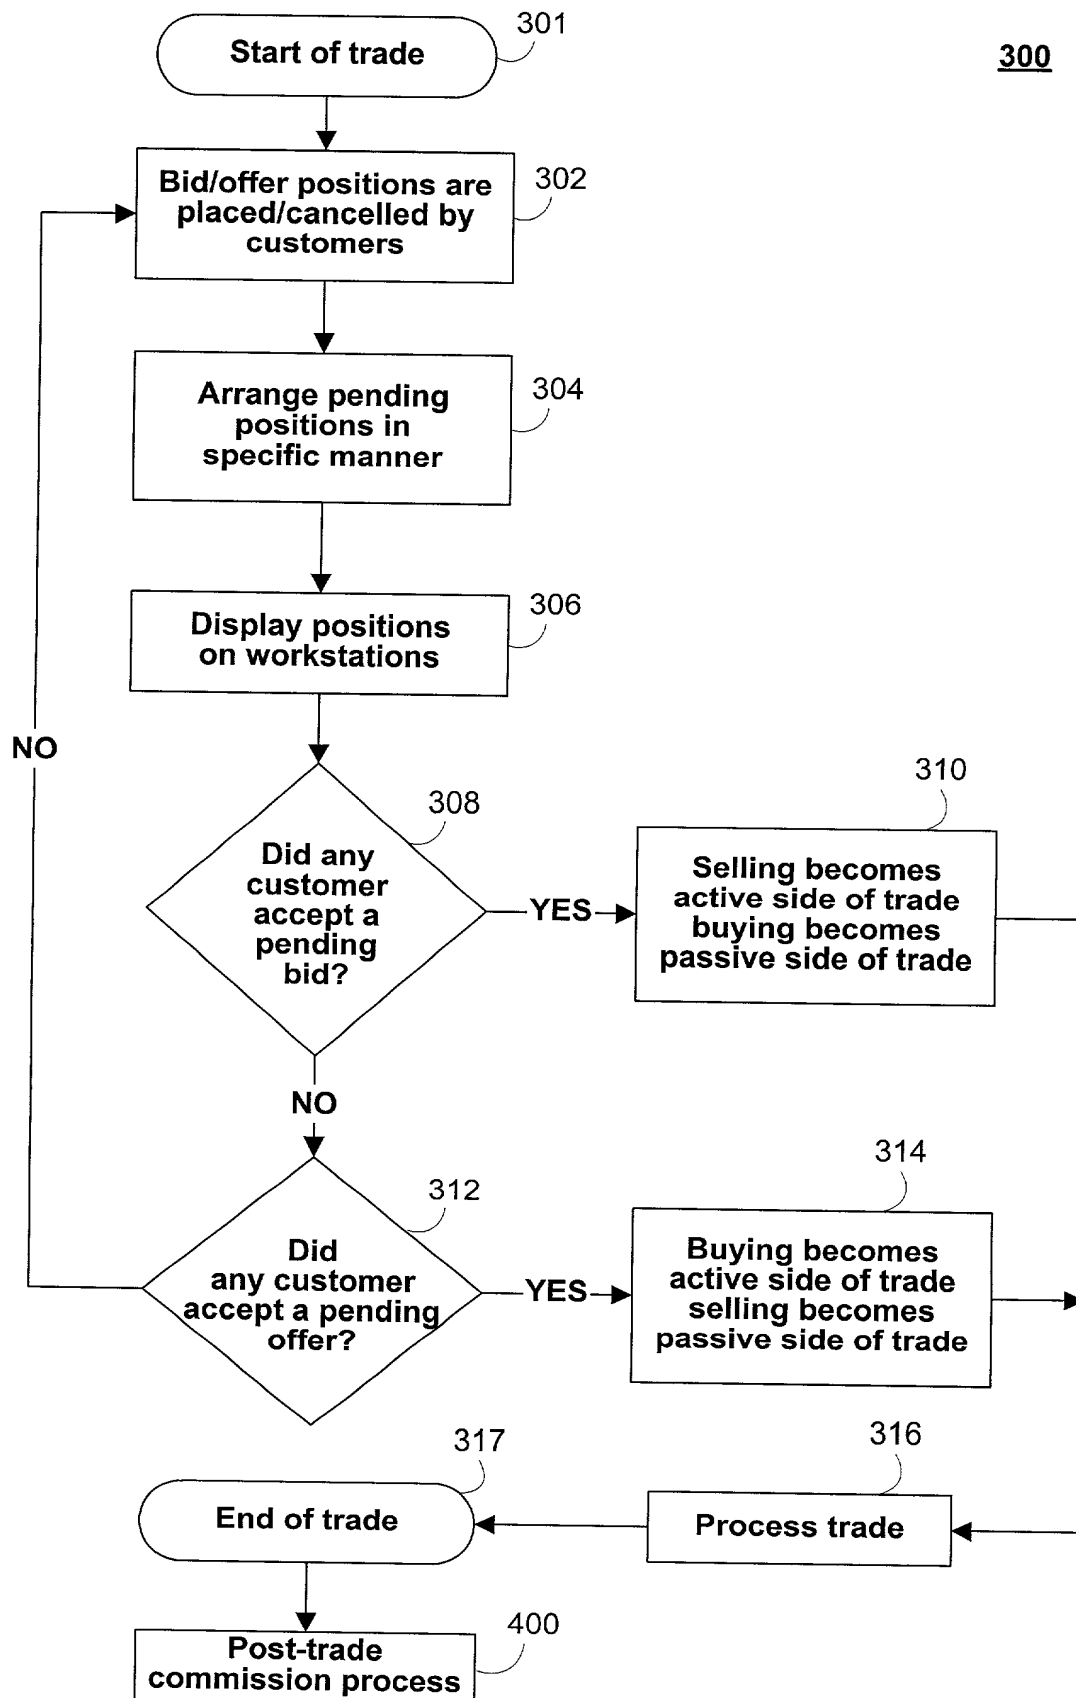 300
301
Start of trade
302
Bid/offer positions are
placed/cancelled by
customers
304
Arrange pending
positions in
specific manner
306
Display positions
on workstations
NO
308
Did any
customer
accept a
pending
bid?
YES
310
Selling becomes
active side of trade
buying becomes
passive side of trade
NO
312
Did
any customer
accept a pending
offer?
YES
314
Buying becomes
active side of trade
selling becomes
passive side of trade
316
Process trade
317
End of trade
400
Post-trade
commission process